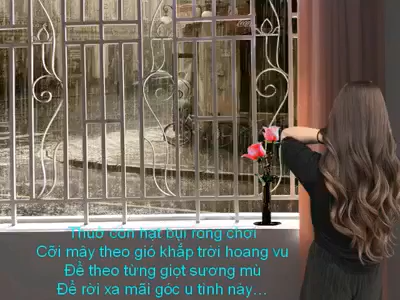 Thuở còn hạt bụi rong chơi
Cỡi mây theo gió khắp trời hoang vu
Để theo từng giọt sương mù
Để rời xa mãi góc u tình này...